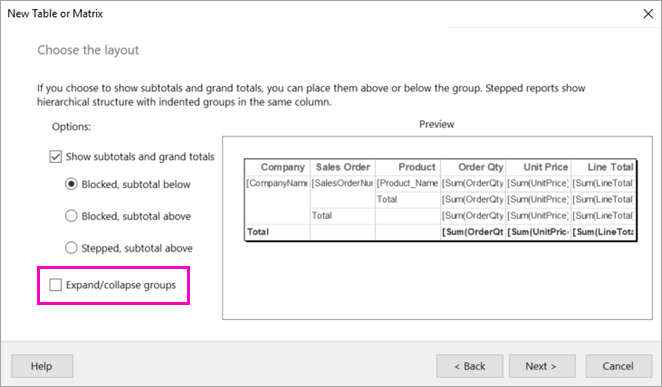 New Table or Matrix
Choose the layout
If you choose to show subtotals and grand totals, you can place them above or below the group. Stepped reports show
hierarchical structure with indented groups in the same column.
Options:
Preview
Show subtotals and grand totals
Blocked, subtotal below
Blocked, subtotal above
Stepped, subtotal above
Expand/collapse groups
Company Sales Order Product Order Qty Unit Price Line Total
[CompanyName [SalesOrderNur [Product_Name [Sum(OrderQt [Sum(UnitPrice) [Sum(LineTotal)
Total [Sum(OrderQt [Sum(UnitPrice) [Sum(LineTotal)
Total [Sum(OrderQt [Sum(UnitPrice) [Sum(LineTotal)
Total [Sum(OrderQt [Sum(UnitPric [Sum(LineTota
Help
< Back
Next >
Cancel